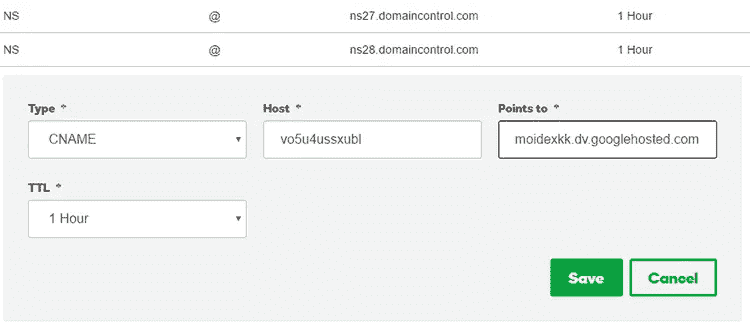 NS @ ns27.domaincontrol.com 1 Hour
NS @ ns28.domaincontrol.com 1 Hour
Type * Host * Points to *
CNAME vo5u4ussxubl moidexkk.dv.googlehosted.com
TTL *
1 Hour
Save Cancel